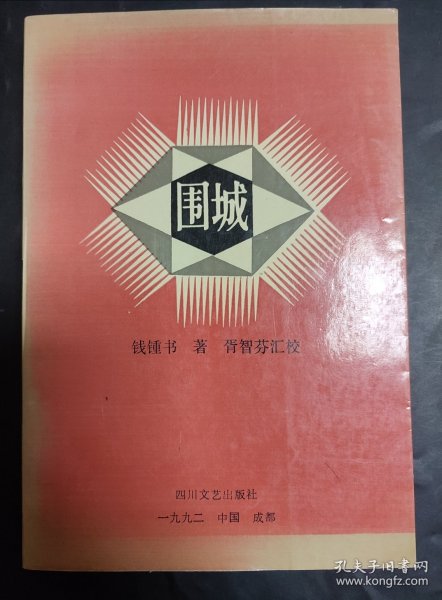 围城
钱锺书 著 胥智芬汇校
四川文艺出版社
一九九二 中国 成都
孔夫子旧书网
www.kongfz.com